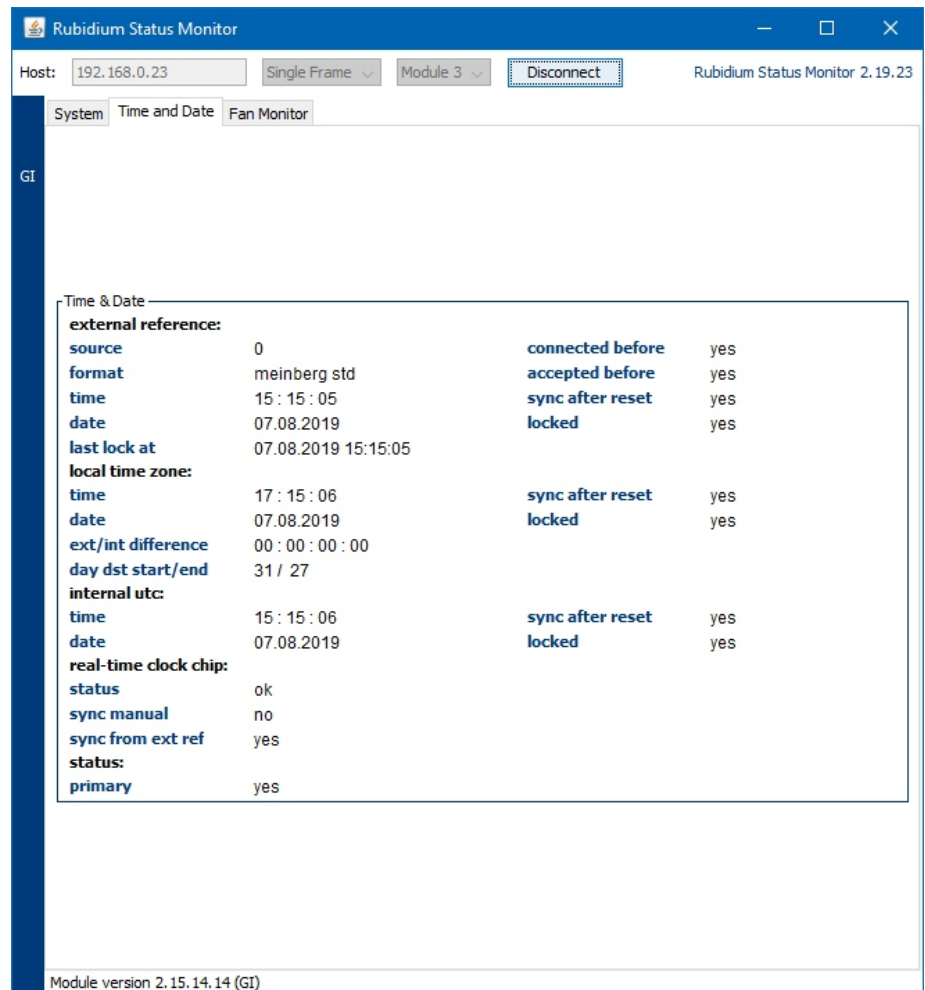 Rubidium Status Monitor
Host: 192.168.0.23 Single Frame Module 3 Disconnect Rubidium Status Monitor 2.19.23
System Time and Date Fan Monitor
GI
Time & Date
external reference:
source 0 connected before yes
format meinberg std accepted before yes
time 15 : 15 : 05 sync after reset yes
date 07.08.2019 locked yes
last lock at 07.08.2019 15:15:05
local time zone:
time 17 : 15 : 06 sync after reset yes
date 07.08.2019 locked yes
ext/int difference 00 : 00 : 00 : 00
day dst start/end 31 / 27
internal utc:
time 15 : 15 : 06 sync after reset yes
date 07.08.2019 locked yes
real-time clock chip:
status ok
sync manual no
sync from ext ref yes
status:
primary yes
Module version 2.15.14.14 (GI)